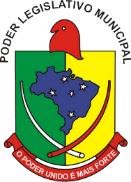 PODER LEGISLATIVO MUNICIPAL
O PODER UNIDO É MAIS FORTE